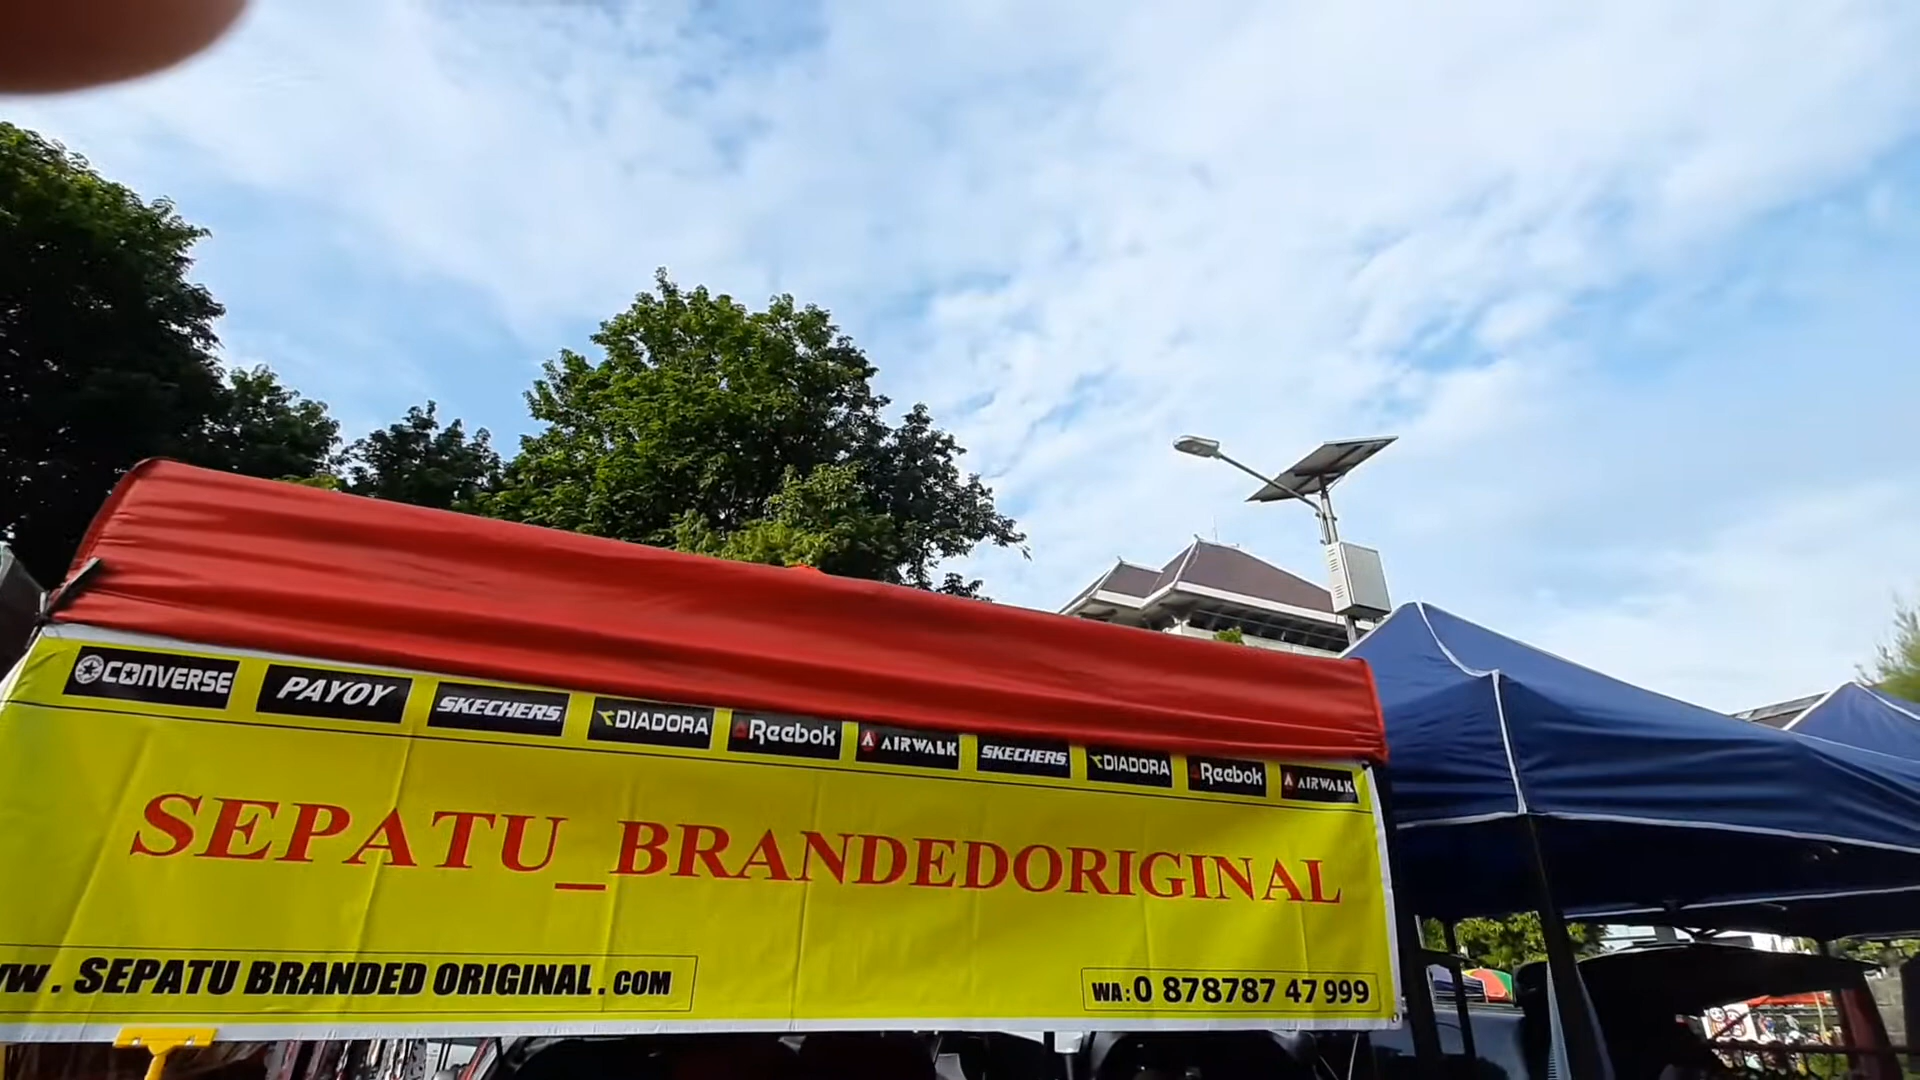 CONVERSE PAYOY SKECHERS DIADORA Reebok AIRWALK SKECHERS DIADORA Reebok AIRWALK
SEPATU_BRANDEDORIGINAL
. SEPATU BRANDED ORIGINAL . COM
WA : 0 878787 47 999